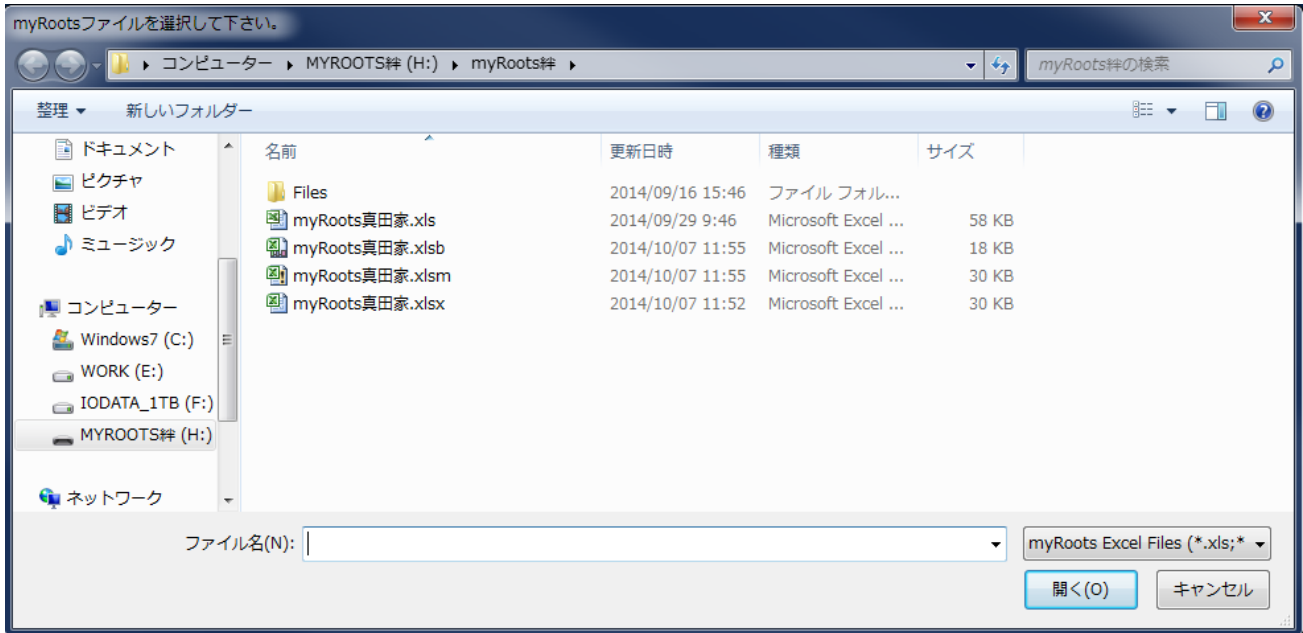 myRootsファイルを選択して下さい。
コンピューター ▸ MYROOTS絆 (H:) ▸ myRoots絆 ▸
myRoots絆の検索
整理 新しいフォルダー
ドキュメント
ピクチャ
ビデオ
ミュージック
コンピューター
Windows7 (C:)
WORK (E:)
IODATA_1TB (F:)
MYROOTS絆 (H:)
ネットワーク
名前 更新日時 種類 サイズ
Files 2014/09/16 15:46 ファイル フォル...
myRoots真田家.xls 2014/09/29 9:46 Microsoft Excel ... 58 KB
myRoots真田家.xlsb 2014/10/07 11:55 Microsoft Excel ... 18 KB
myRoots真田家.xlsm 2014/10/07 11:55 Microsoft Excel ... 30 KB
myRoots真田家.xlsx 2014/10/07 11:52 Microsoft Excel ... 30 KB
ファイル名(N):
myRoots Excel Files (*.xls;*
開く(O) キャンセル